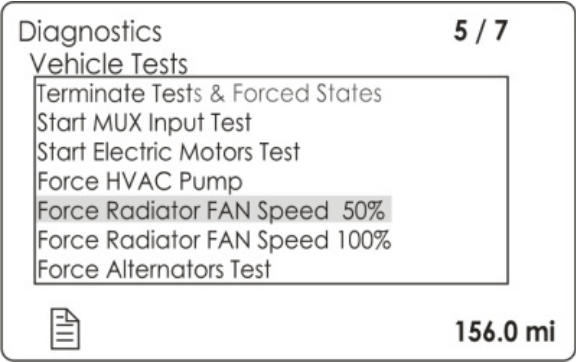 Diagnostics 5 / 7
Vehicle Tests
Terminate Tests & Forced States
Start MUX Input Test
Start Electric Motors Test
Force HVAC Pump
Force Radiator FAN Speed 50%
Force Radiator FAN Speed 100%
Force Alternators Test
156.0 mi